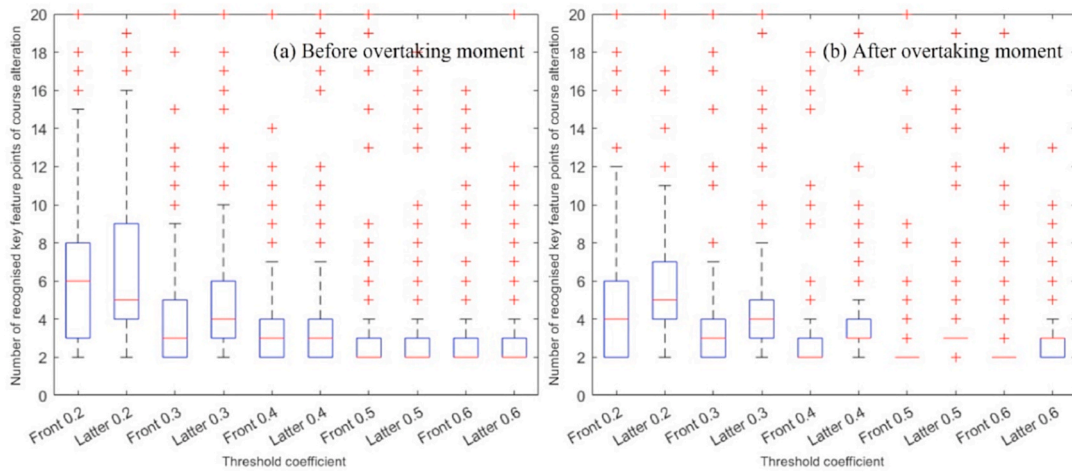 (a) Before overtaking moment
Number of recognised key feature points of course alteration
20
18
16
14
12
10
8
6
4
2
0
Front 0.2
Latter 0.2
Front 0.3
Latter 0.3
Front 0.4
Latter 0.4
Front 0.5
Latter 0.5
Front 0.6
Latter 0.6
Threshold coefficient
(b) After overtaking moment
Number of recognised key feature points of course alteration
20
18
16
14
12
10
8
6
4
2
0
Front 0.2
Latter 0.2
Front 0.3
Latter 0.3
Front 0.4
Latter 0.4
Front 0.5
Latter 0.5
Front 0.6
Latter 0.6
Threshold coefficient